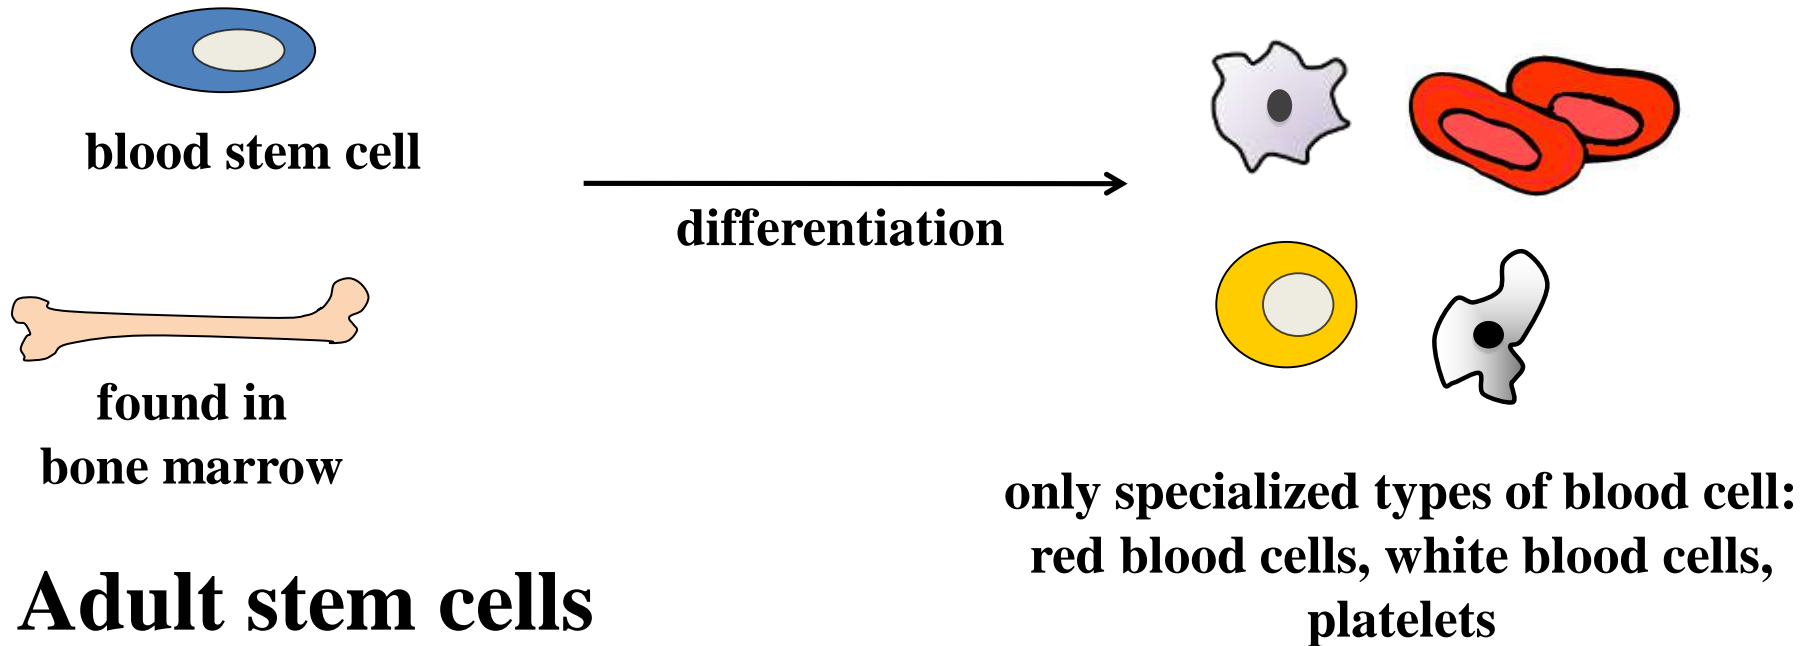 blood stem cell
differentiation
found in
bone marrow
only specialized types of blood cell:
red blood cells, white blood cells,
platelets
Adult stem cells